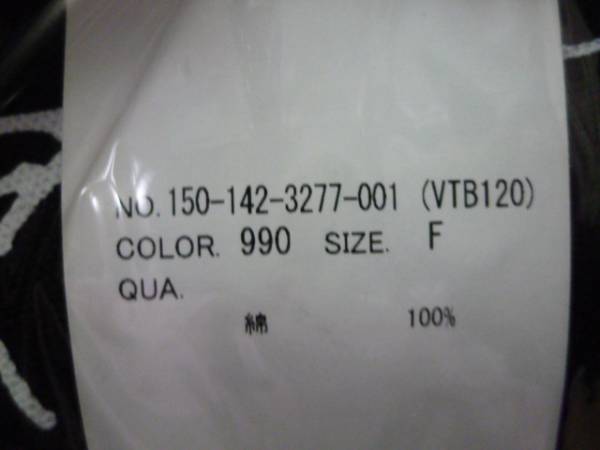 NO. 150-142-3277-001 (VTB120)
COLOR. 990 SIZE. F
QUA.
綿 100%